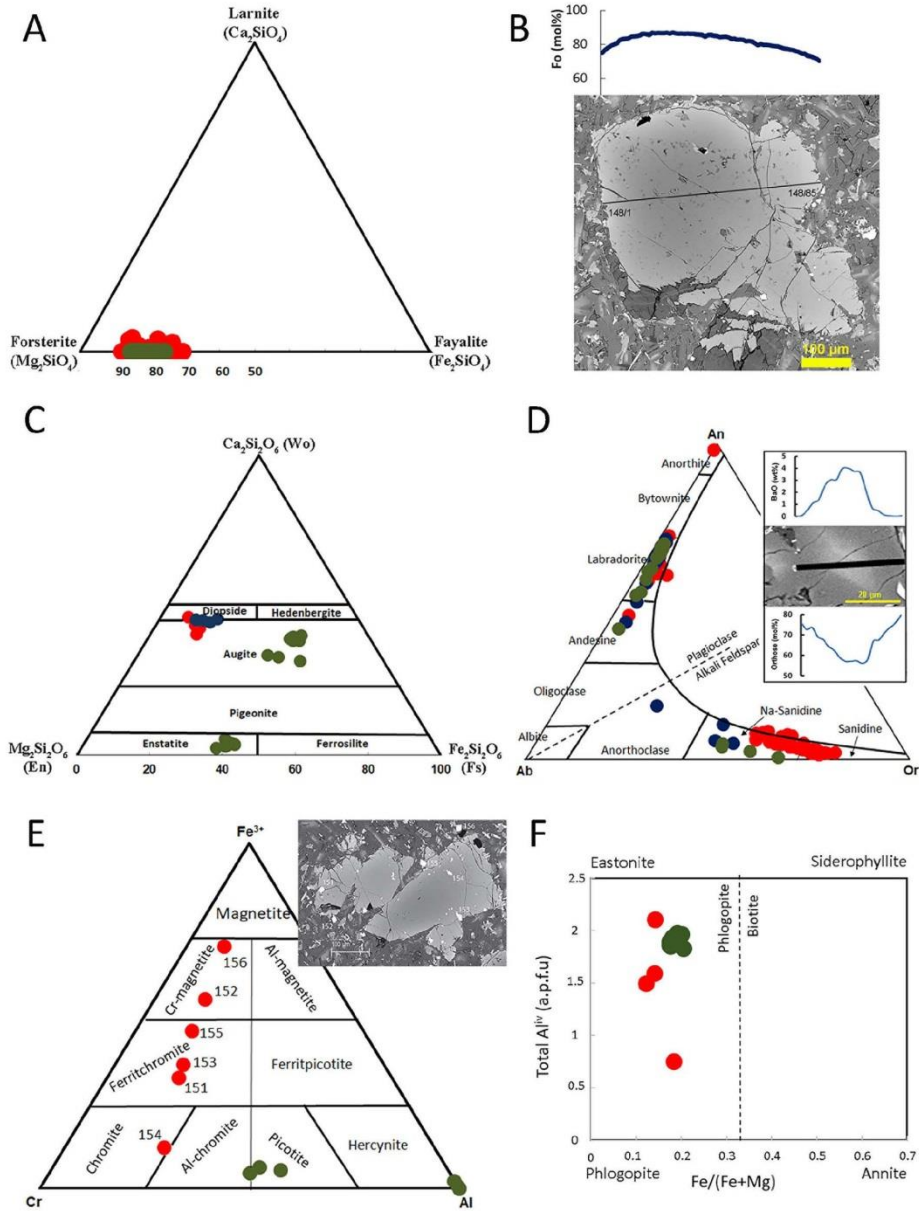 A
Larnite
(Ca₂SiO₄)
Forsterite
(Mg₂SiO₄)
Fayalite
(Fe₂SiO₄)
90 80 70 60 50
B
Fo (mol%)
100
80
60
148/1
148/85
100 µm
C
Ca₂Si₂O₆ (Wo)
Diopside
Hedenbergite
Augite
Pigeonite
Enstatite
Ferrosilite
Mg₂Si₂O₆
(En)
Fe₂Si₂O₆
(Fs)
0 20 40 60 80 100
D
An
Anorthite
Bytownite
Labradorite
Andesine
Oligoclase
Albite
Anorthoclase
Plagioclase
Alkali Feldspar
Na-Sanidine
Sanidine
Ab
Or
BaO (wt%)
5
4
3
2
1
0
20 µm
Orthose (mol%)
80
70
60
50
E
Fe³⁺
Magnetite
Cr-magnetite
Al-magnetite
156
152
155
153
151
154
Ferritchromite
Ferritpicotite
Chromite
Al-chromite
Picotite
Hercynite
Cr
Al
156
154
152
100 µm
F
Eastonite
Siderophyllite
Phlogopite
Biotite
Total Alⁱᵛ (a.p.f.u)
2.5
2
1.5
1
0.5
0
0 0.1 0.2 0.3 0.4 0.5 0.6 0.7
Phlogopite
Fe/(Fe+Mg)
Annite